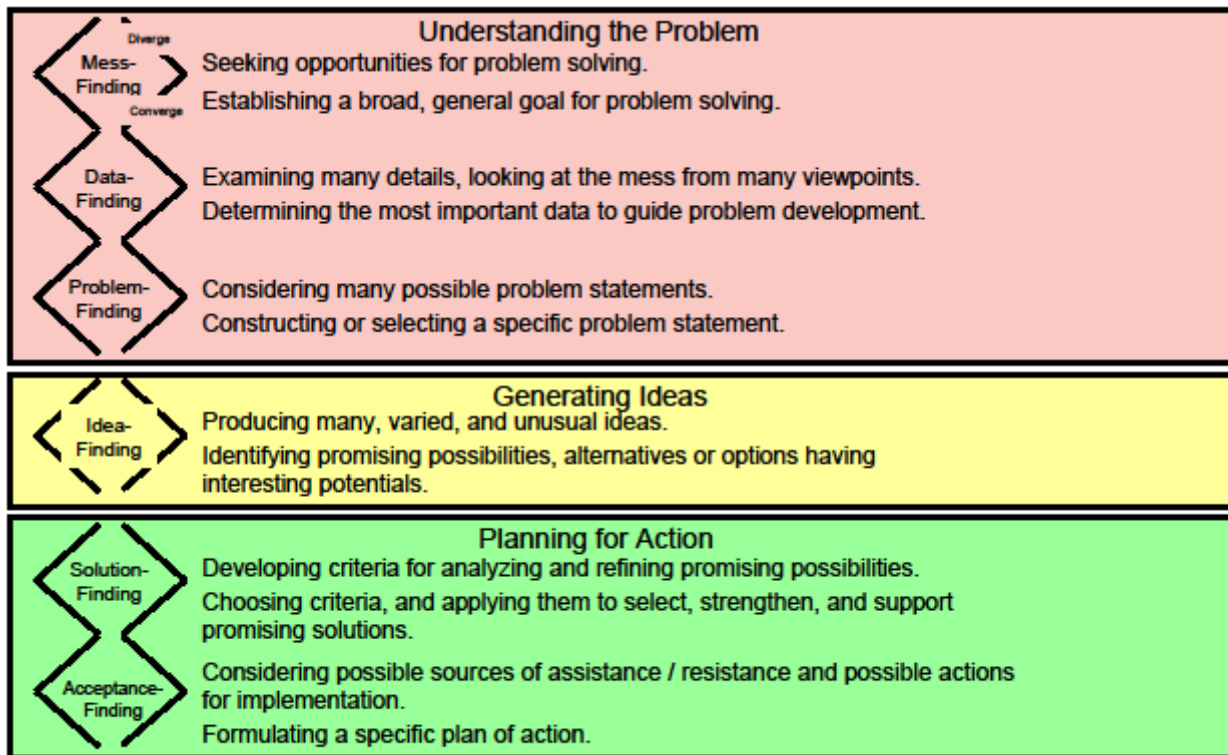 Understanding the Problem
Diverge
Mess-
Finding
Converge
Seeking opportunities for problem solving.
Establishing a broad, general goal for problem solving.
Data-
Finding
Examining many details, looking at the mess from many viewpoints.
Determining the most important data to guide problem development.
Problem-
Finding
Considering many possible problem statements.
Constructing or selecting a specific problem statement.
Generating Ideas
Idea-
Finding
Producing many, varied, and unusual ideas.
Identifying promising possibilities, alternatives or options having
interesting potentials.
Planning for Action
Solution-
Finding
Developing criteria for analyzing and refining promising possibilities.
Choosing criteria, and applying them to select, strengthen, and support
promising solutions.
Acceptance-
Finding
Considering possible sources of assistance / resistance and possible actions
for implementation.
Formulating a specific plan of action.